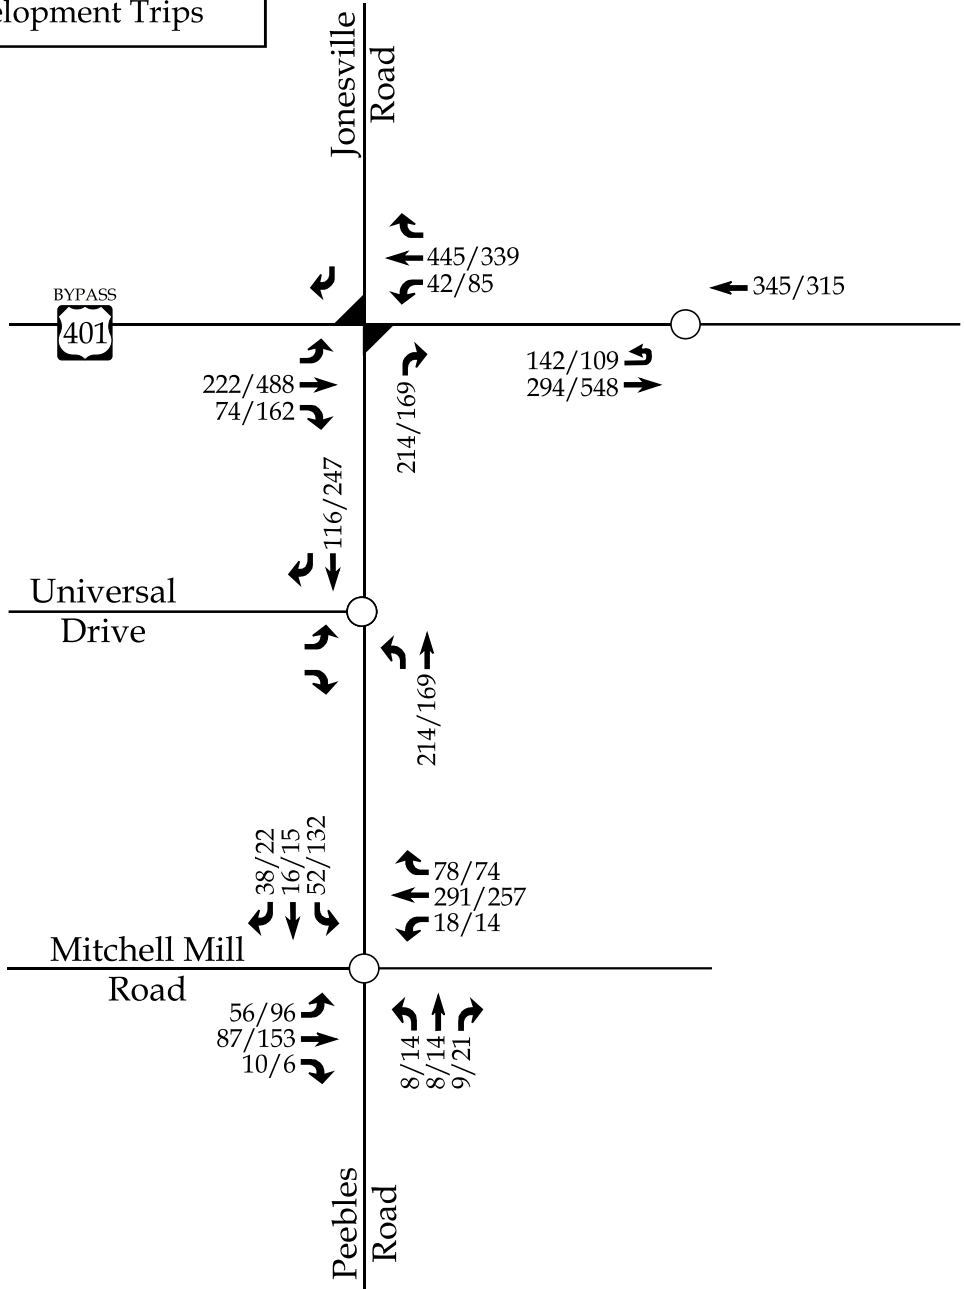 elopment Trips
Jonesville
Road
445/339
42/85
345/315
BYPASS
401
142/109
294/548
222/488
74/162
214/169
116/247
Universal
Drive
214/169
38/22
16/15
52/132
78/74
291/257
18/14
Mitchell Mill
Road
56/96
87/153
10/6
8/14
8/14
9/21
Peebles
Road